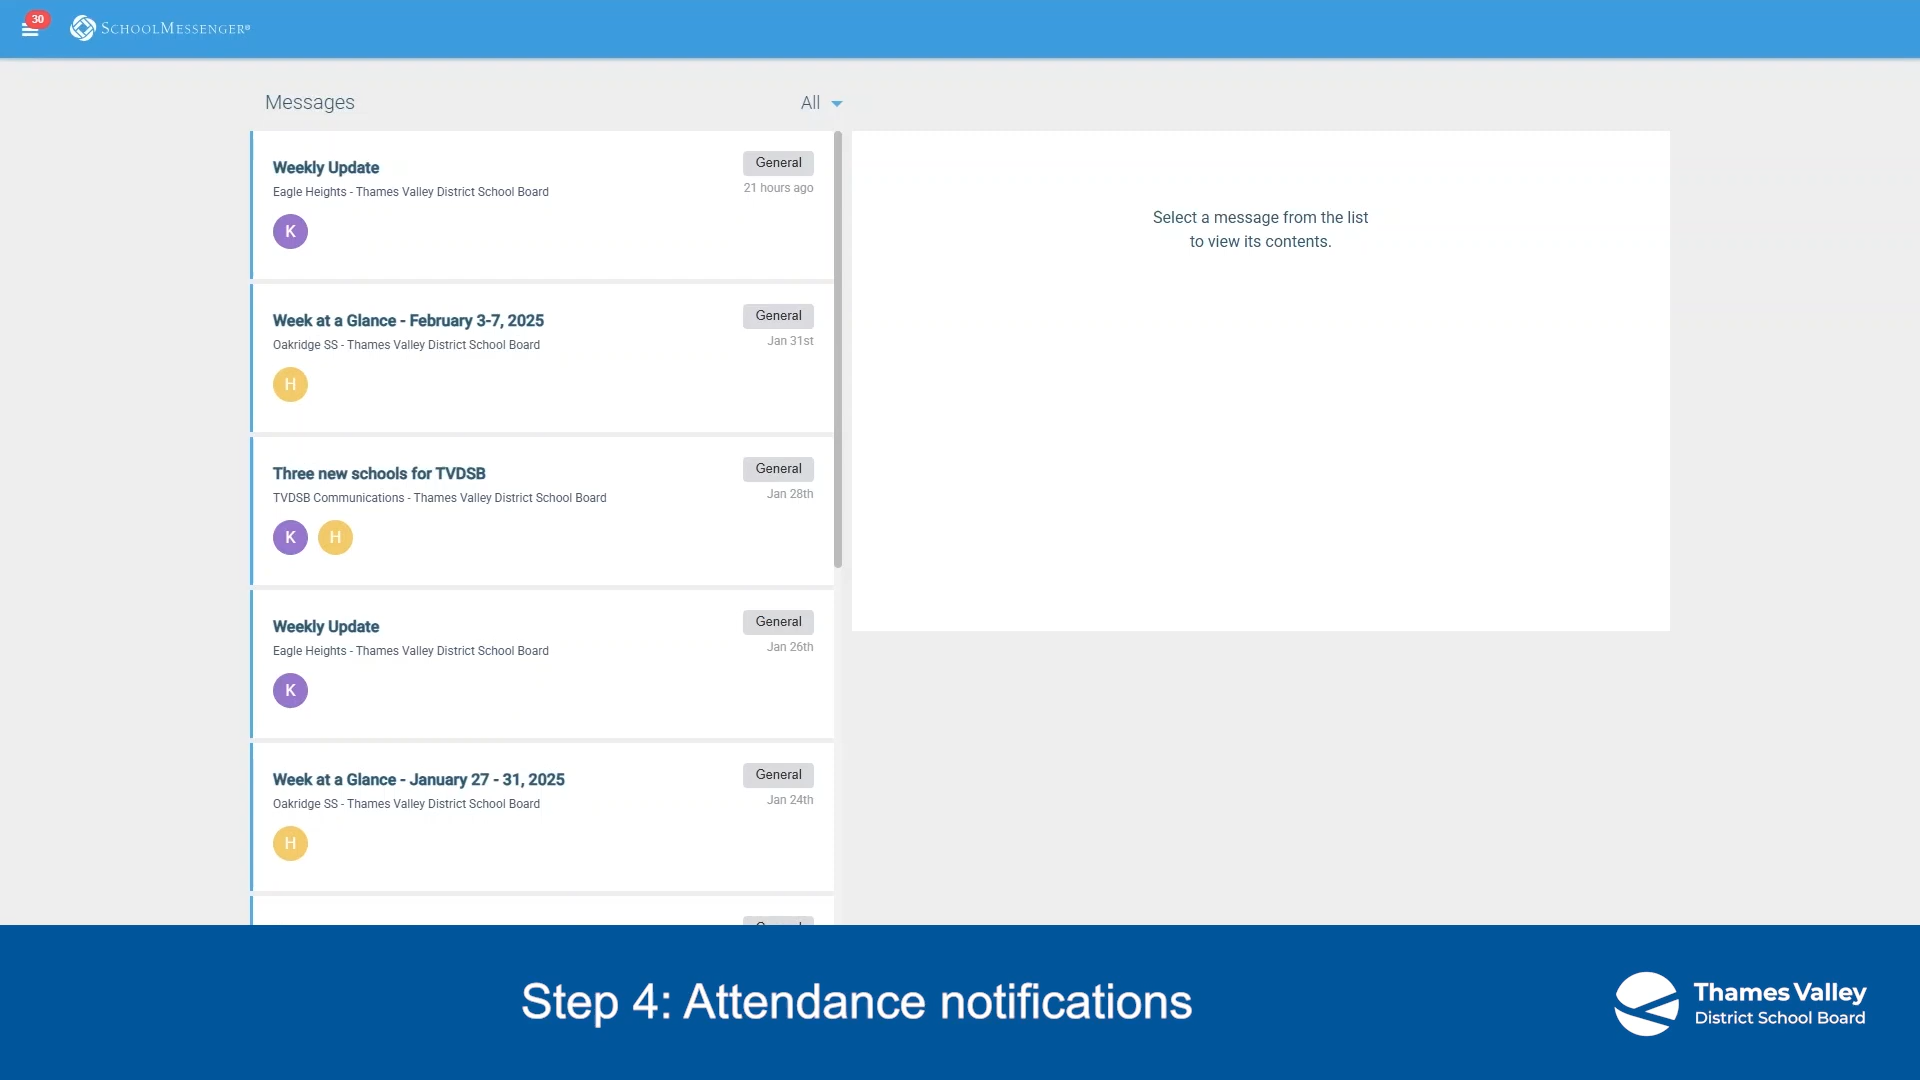 30
SCHOOLMESSENGER®
Messages
All
Weekly Update
General
Eagle Heights - Thames Valley District School Board
21 hours ago
K
Week at a Glance - February 3-7, 2025
General
Oakridge SS - Thames Valley District School Board
Jan 31st
H
Three new schools for TVDSB
General
TVDSB Communications - Thames Valley District School Board
Jan 28th
K H
Weekly Update
General
Eagle Heights - Thames Valley District School Board
Jan 26th
K
Week at a Glance - January 27 - 31, 2025
General
Oakridge SS - Thames Valley District School Board
Jan 24th
H
Select a message from the list
to view its contents.
Step 4: Attendance notifications
Thames Valley
District School Board